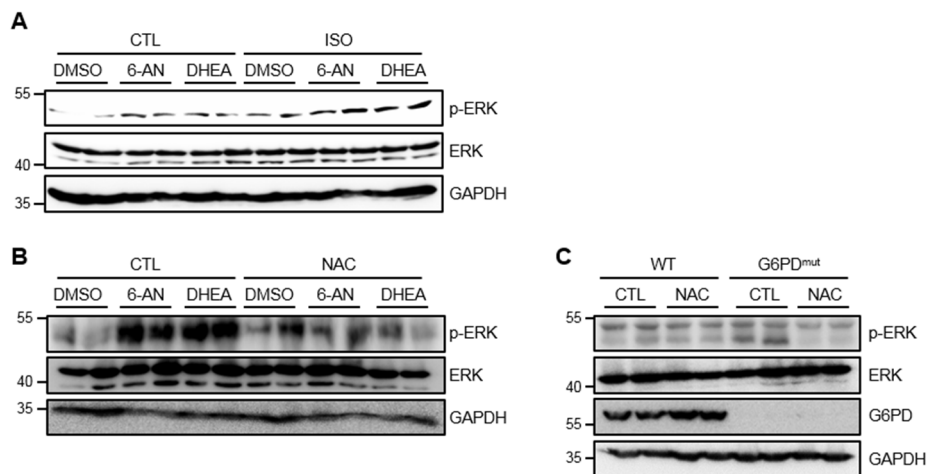 A
CTL ISO
DMSO 6-AN DHEA DMSO 6-AN DHEA
55
p-ERK
ERK
40
GAPDH
35
B
CTL NAC
DMSO 6-AN DHEA DMSO 6-AN DHEA
55
p-ERK
ERK
40
35
GAPDH
C
WT G6PDmut
CTL NAC CTL NAC
55
p-ERK
ERK
40
G6PD
55
35
GAPDH